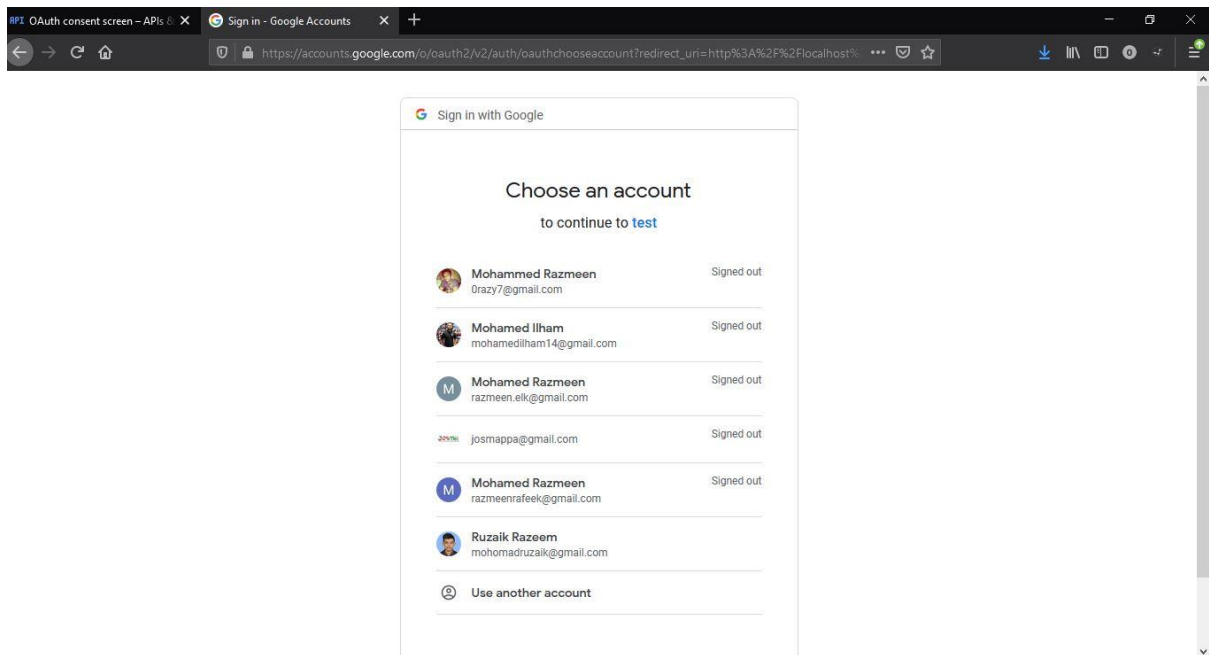 API OAuth consent screen – APIs &
Sign in - Google Accounts
https://accounts.google.com/o/oauth2/v2/auth/oauthchooseaccount?redirect_uri=http%3A%2F%2Flocalhost%
Sign in with Google
Choose an account
to continue to test
Mohammed Razmeen
Signed out
0razy7@gmail.com
Mohamed Ilham
Signed out
mohamedilham14@gmail.com
M
Mohamed Razmeen
Signed out
razmeen.elk@gmail.com
josmappa@gmail.com
Signed out
M
Mohamed Razmeen
Signed out
razmeenrafeek@gmail.com
Ruzaik Razeem
mohomadruzaik@gmail.com
Use another account